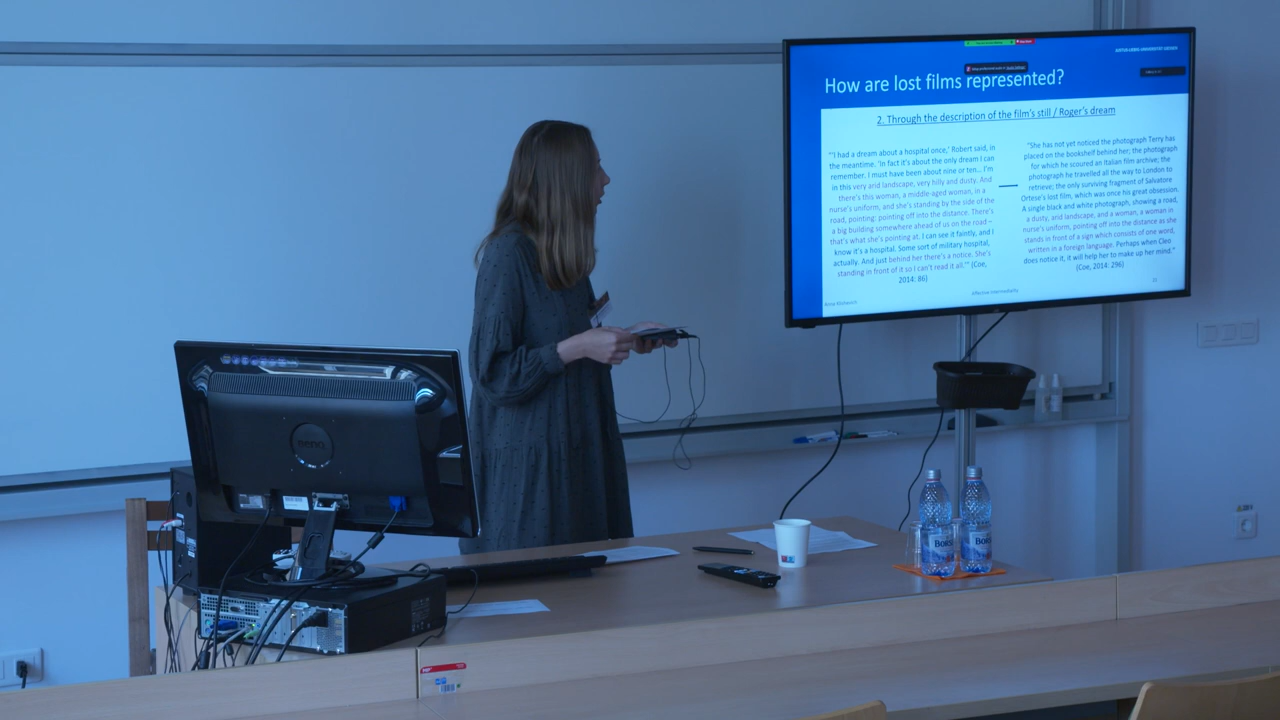 JUSTUS-LIEBIG-UNIVERSITÄT GIESSEN
How are lost films represented?
2. Through the description of the film's still / Roger's dream
"'I had a dream about a hospital once,' Robert said, in
the meantime. 'In fact it's about the only dream I can
remember. I must have been about nine or ten... I'm
in this very arid landscape, very hilly and dusty. And
there's this woman, a middle-aged woman, in a
nurse's uniform, and she's standing by the side of the
road, pointing: pointing off into the distance. There's
a big building somewhere ahead of us on the road –
that's what she's pointing at. I can see it faintly, and I
know it's a hospital. Some sort of military hospital,
actually. And just behind her there's a notice. She's
standing in front of it so I can't read it all.'" (Coe,
2014: 86)
"She has not yet noticed the photograph Terry has
placed on the bookshelf behind her; the photograph
for which he scoured an Italian film archive; the
photograph he travelled all the way to London to
retrieve; the only surviving fragment of Salvatore
Ortese's lost film, which was once his great obsession.
A single black and white photograph, showing a road,
a dusty, arid landscape, and a woman, a woman in
nurse's uniform, pointing off into the distance as she
stands in front of a sign which consists of one word,
written in a foreign language. Perhaps when Cleo
does notice it, it will help her to make up her mind."
(Coe, 2014: 296)
Affective Intermediality
BenQ